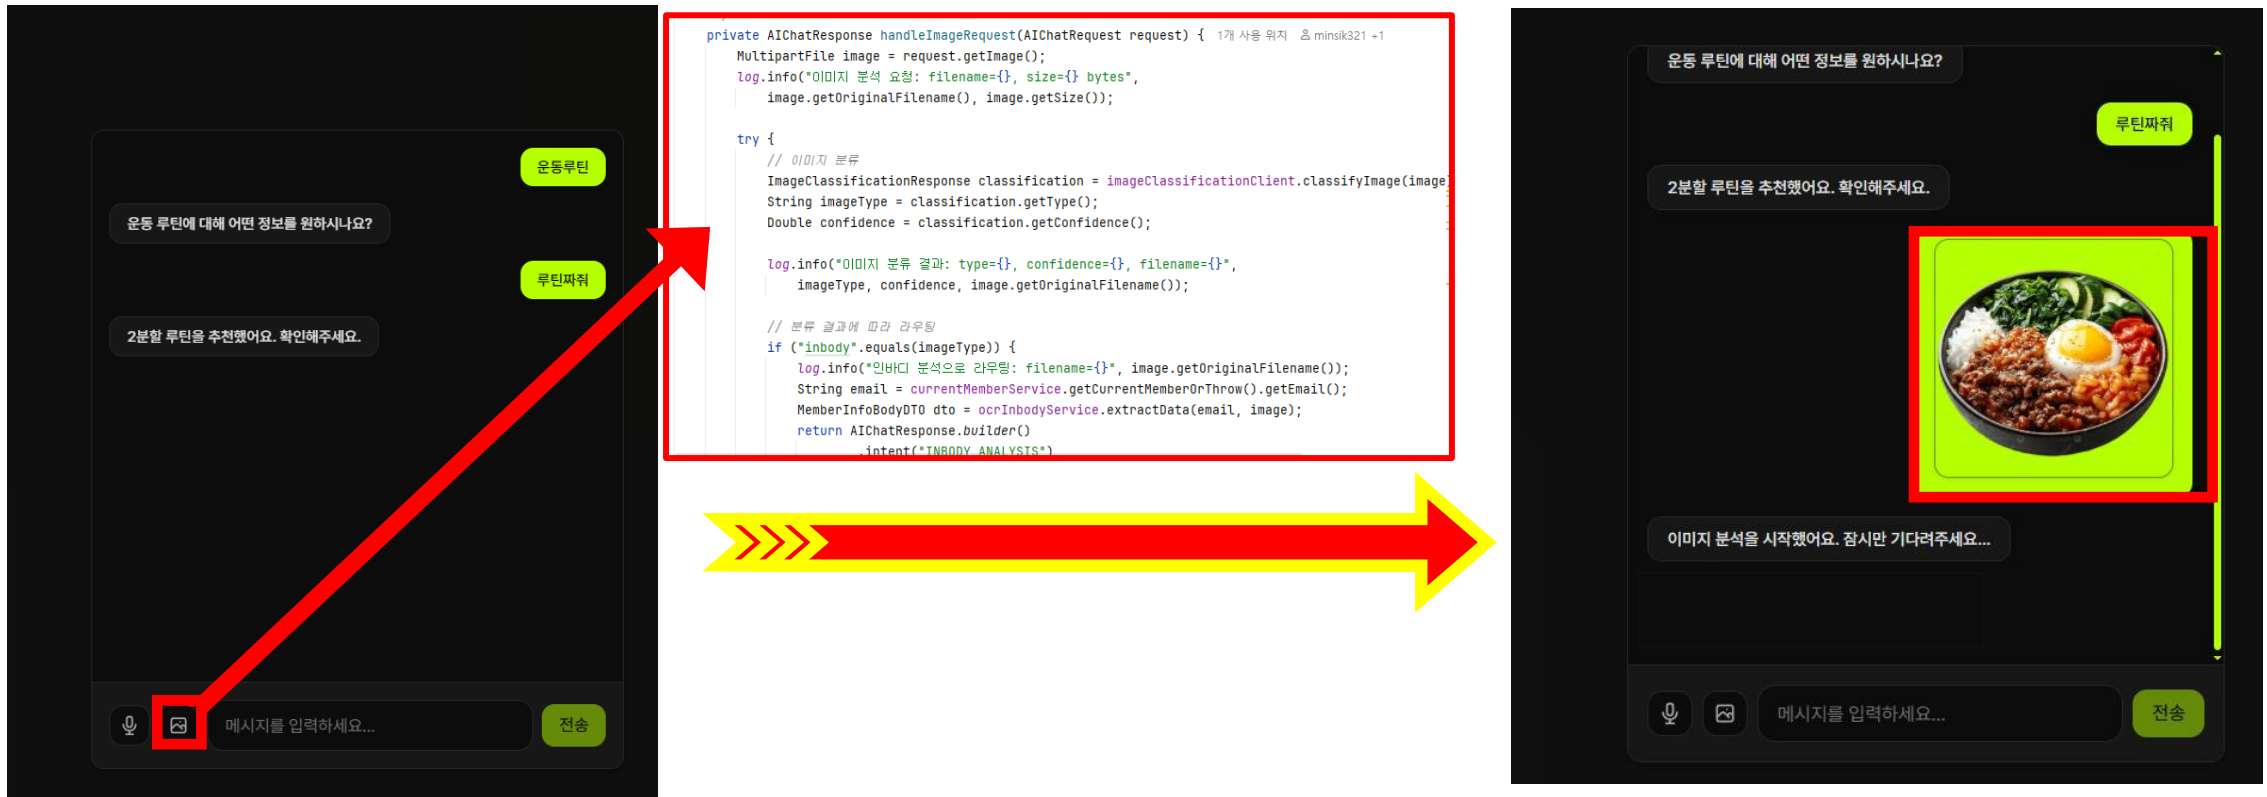 운동루틴
운동 루틴에 대해 어떤 정보를 원하시나요?
루틴짜줘
2분할 루틴을 추천했어요. 확인해주세요.
메시지를 입력하세요...
전송
private AIChatResponse handleImageRequest(AIChatRequest request) { 1개 사용 위치 minsik321 +1
MultipartFile image = request.getImage();
log.info("이미지 분석 요청: filename={}, size={} bytes",
image.getOriginalFilename(), image.getSize());
try {
// 이미지 분류
ImageClassificationResponse classification = imageClassificationClient.classifyImage(image)
String imageType = classification.getType();
Double confidence = classification.getConfidence();
log.info("이미지 분류 결과: type={}, confidence={}, filename={}",
imageType, confidence, image.getOriginalFilename());
// 분류 결과에 따라 라우팅
if ("inbody".equals(imageType)) {
log.info("인바디 분석으로 라우팅: filename={}", image.getOriginalFilename());
String email = currentMemberService.getCurrentMemberOrThrow().getEmail();
MemberInfoBodyDTO dto = ocrInbodyService.extractData(email, image);
return AIChatResponse.builder()
.intent("INBODY_ANALYSIS")
운동 루틴에 대해 어떤 정보를 원하시나요?
루틴짜줘
2분할 루틴을 추천했어요. 확인해주세요.
이미지 분석을 시작했어요. 잠시만 기다려주세요...
메시지를 입력하세요...
전송